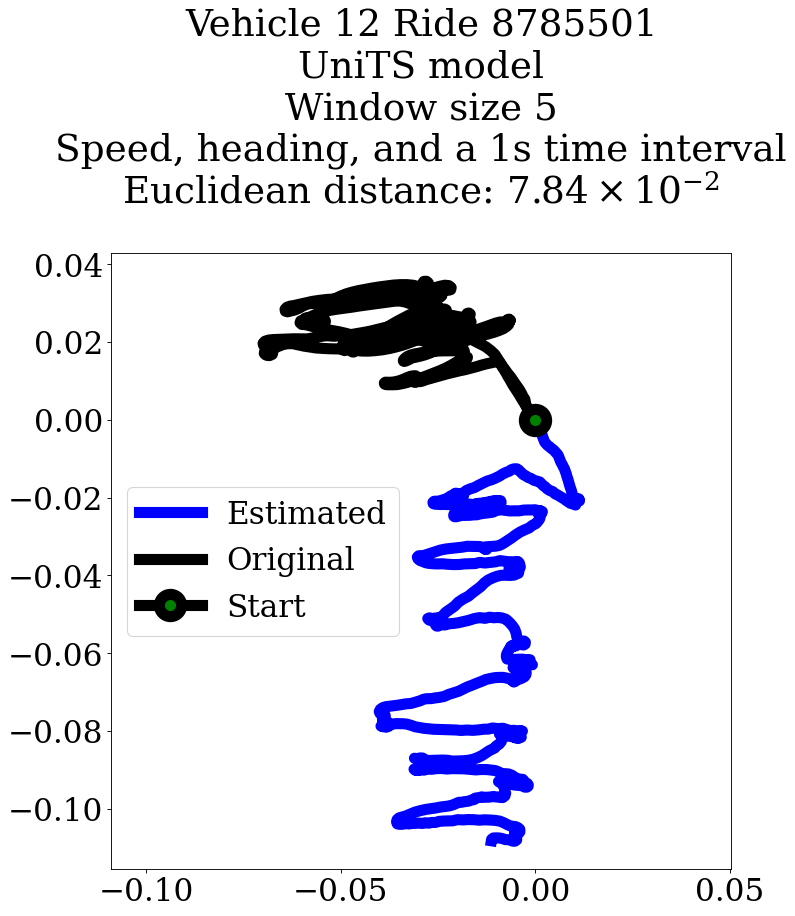 Vehicle 12 Ride 8785501
UniTS model
Window size 5
Speed, heading, and a 1s time interval
Euclidean distance: 7.84 × 10⁻²
0.04
0.02
0.00
−0.02
−0.04
−0.06
−0.08
−0.10
Estimated
Original
Start
−0.10 −0.05 0.00 0.05